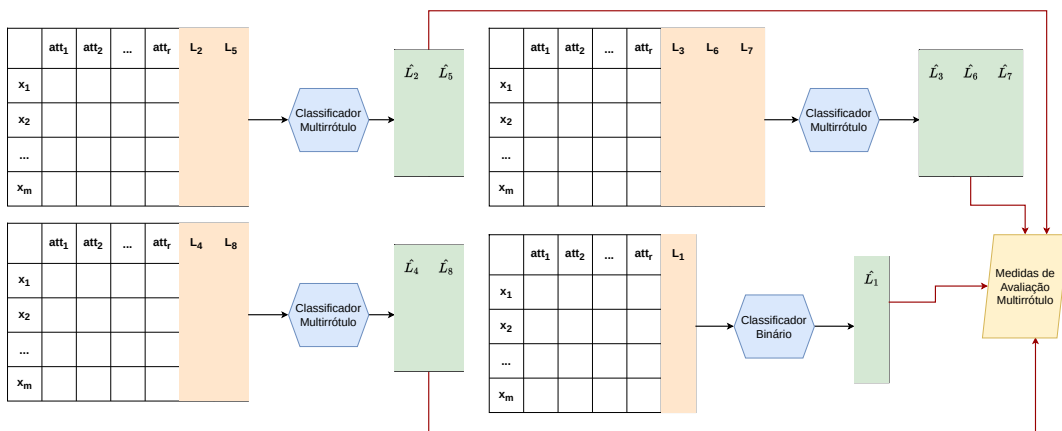 att₁ att₂ ... attᵣ L₂ L₅
x₁
x₂
...
xₘ
Classificador
Multirrótulo
L̂₂ L̂₅
att₁ att₂ ... attᵣ L₃ L₆ L₇
x₁
x₂
...
xₘ
Classificador
Multirrótulo
L̂₃ L̂₆ L̂₇
att₁ att₂ ... attᵣ L₄ L₈
x₁
x₂
...
xₘ
Classificador
Multirrótulo
L̂₄ L̂₈
att₁ att₂ ... attᵣ L₁
x₁
x₂
...
xₘ
Classificador
Binário
L̂₁
Medidas de
Avaliação
Multirrótulo